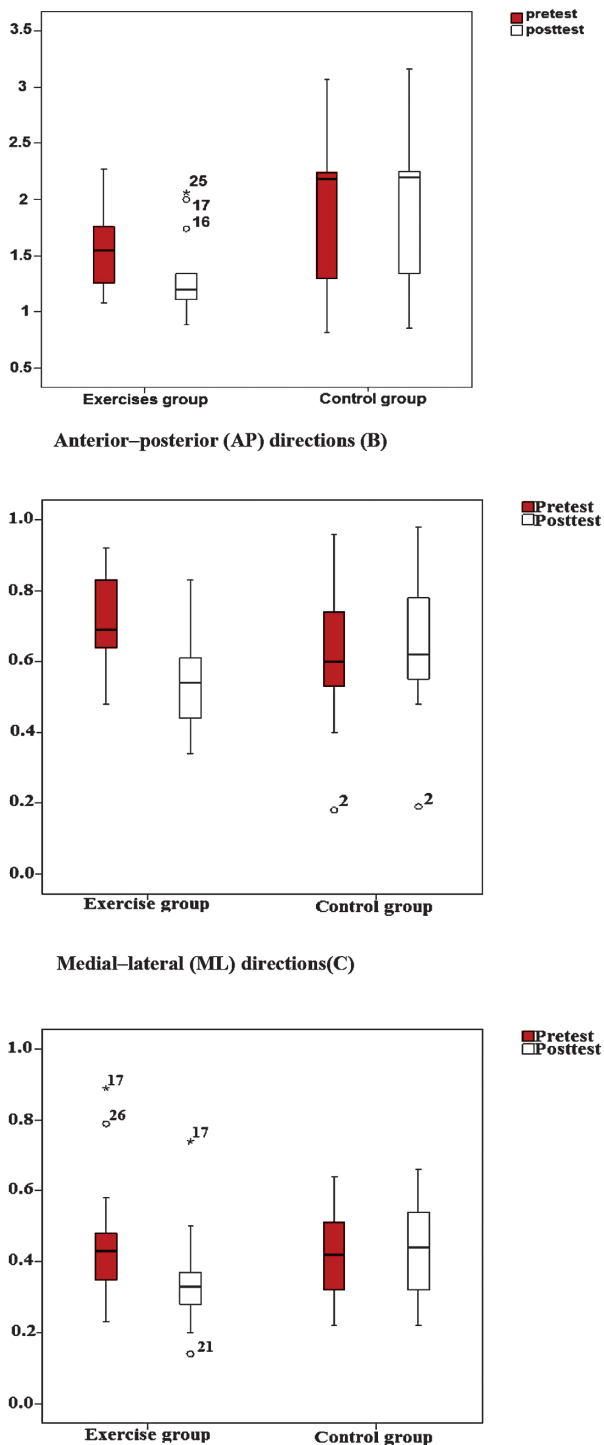 3.5
pretest
posttest
3
2.5
2
25
17
16
1.5
1
0.5
Exercises group
Control group
Anterior–posterior (AP) directions (B)
1.0
Pretest
Posttest
0.8
0.6
0.4
0.2
2
2
0.0
Exercise group
Control group
Medial–lateral (ML) directions(C)
1.0
Pretest
Posttest
17
0.8
26
17
0.6
0.4
0.2
21
0.0
Exercise group
Control group